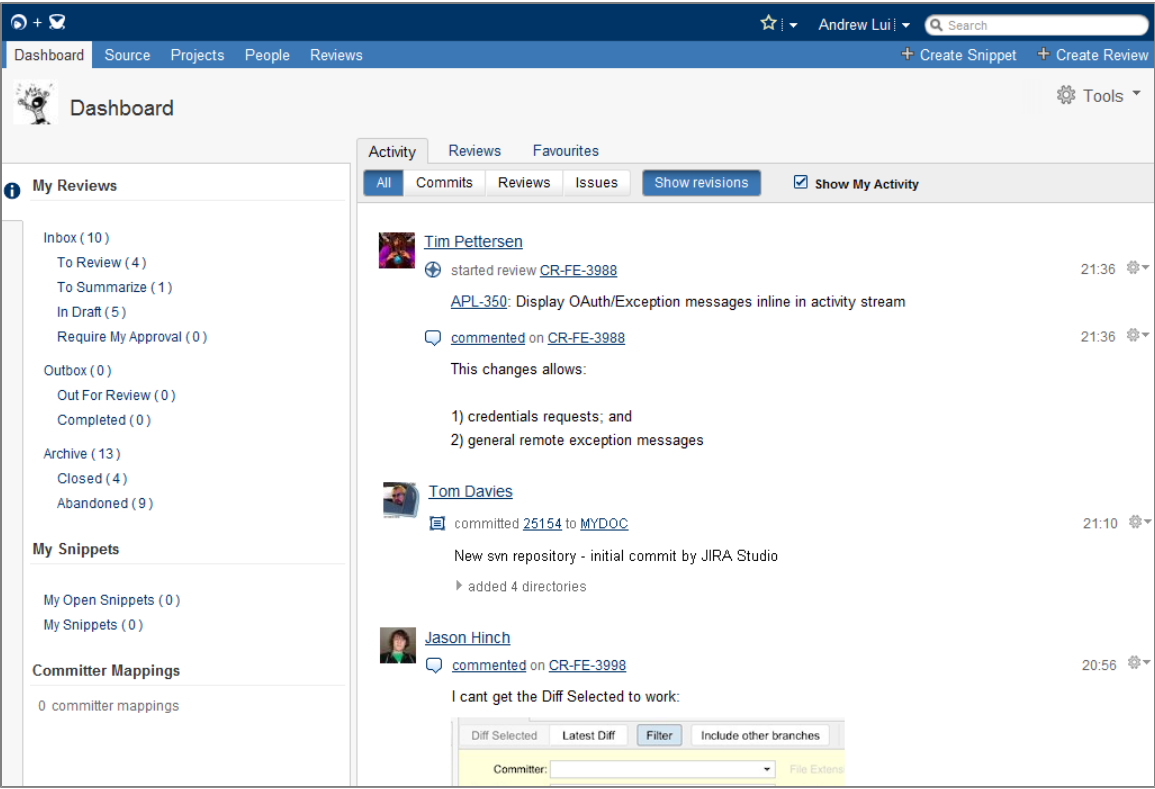 +
Andrew Lui
Search
Dashboard Source Projects People Reviews
+ Create Snippet + Create Review
Dashboard
Tools
Activity Reviews Favourites
All Commits Reviews Issues Show revisions Show My Activity
My Reviews
Inbox ( 10 )
To Review ( 4 )
To Summarize ( 1 )
In Draft ( 5 )
Require My Approval ( 0 )
Outbox ( 0 )
Out For Review ( 0 )
Completed ( 0 )
Archive ( 13 )
Closed ( 4 )
Abandoned ( 9 )
My Snippets
My Open Snippets ( 0 )
My Snippets ( 0 )
Committer Mappings
0 committer mappings
Tim Pettersen
started review CR-FE-3988 21:36
APL-350: Display OAuth/Exception messages inline in activity stream
commented on CR-FE-3988 21:36
This changes allows:
1) credentials requests; and
2) general remote exception messages
Tom Davies
committed 25154 to MYDOC 21:10
New svn repository - initial commit by JIRA Studio
added 4 directories
Jason Hinch
commented on CR-FE-3998 20:56
I cant get the Diff Selected to work:
Diff Selected Latest Diff Filter Include other branches
Committer: File Extens